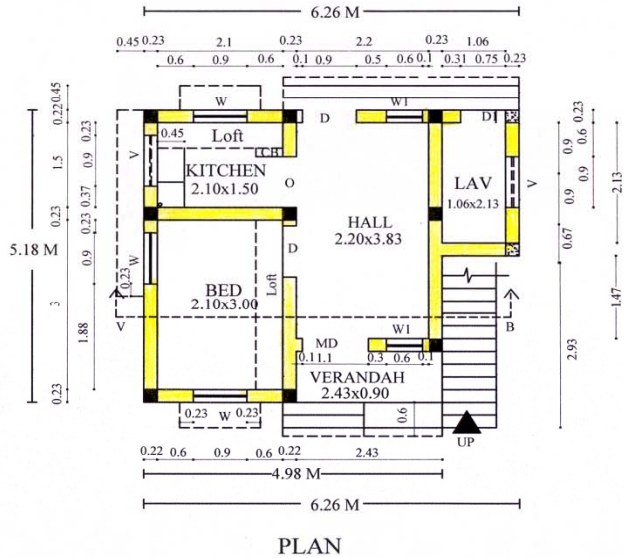 6.26 M
0.45 0.23 2.1 0.23 2.2 0.23 1.06
0.6 0.9 0.6 0.1 0.9 0.5 0.6 0.1 0.31 0.75 0.23
0.45
0.22
W
W1
D
D1
0.23
0.6
0.45
Loft
CB
KITCHEN
2.10x1.50
V
O
HALL
2.20x3.83
LAV
1.06x2.13
V
0.9
0.9
0.9
0.9
2.13
0.67
1.5
0.23
0.9
0.37
0.23
0.23
0.9
5.18 M
W
0.23
D
Loft
BED
2.10x3.00
3
1.88
V
B
1.47
2.93
MD
W1
0.1 1.1 0.3 0.6 0.1
VERANDAH
2.43x0.90
0.23
0.23 W 0.23
0.6
UP
0.22 0.6 0.9 0.6 0.22 2.43
4.98 M
6.26 M
PLAN